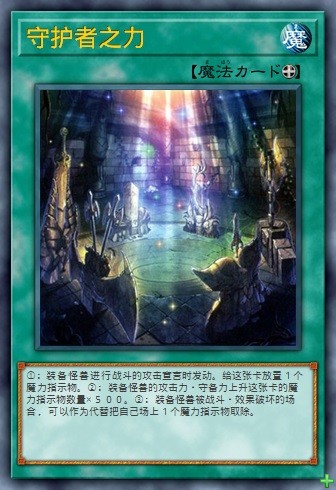 守护者之力
魔
【魔法カード】
①：装备怪兽进行战斗的攻击宣言时发动。给这张卡放置１个
魔力指示物。②：装备怪兽的攻击力·守备力上升这张卡的魔
力指示物数量×５００。③：装备怪兽被战斗·效果破坏的场
合，可以作为代替把自己场上１个魔力指示物取除。